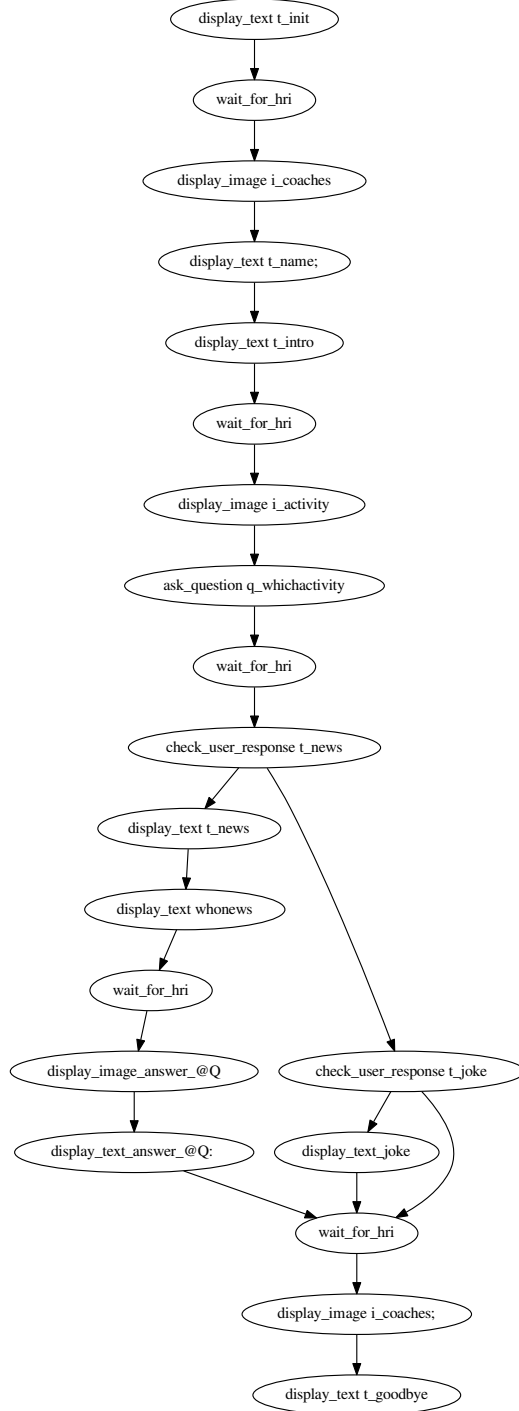 display_text t_init
wait_for_hri
display_image i_coaches
display_text t_name;
display_text t_intro
wait_for_hri
display_image i_activity
ask_question q_whichactivity
wait_for_hri
check_user_response t_news
display_text t_news
display_text whonews
wait_for_hri
display_image_answer_@Q
check_user_response t_joke
display_text_answer_@Q:
display_text_joke
wait_for_hri
display_image i_coaches;
display_text t_goodbye